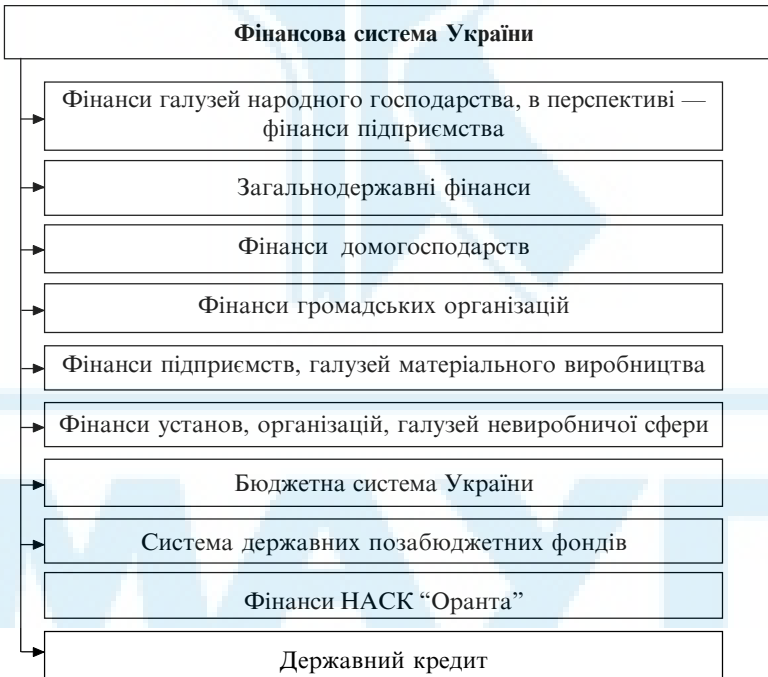 Фінансова система України
Фінанси галузей народного господарства, в перспективі —
фінанси підприємства
Загальнодержавні фінанси
Фінанси домогосподарств
Фінанси громадських організацій
Фінанси підприємств, галузей матеріального виробництва
Фінанси установ, організацій, галузей невиробничої сфери
Бюджетна система України
Система державних позабюджетних фондів
Фінанси НАСК “Оранта”
Державний кредит